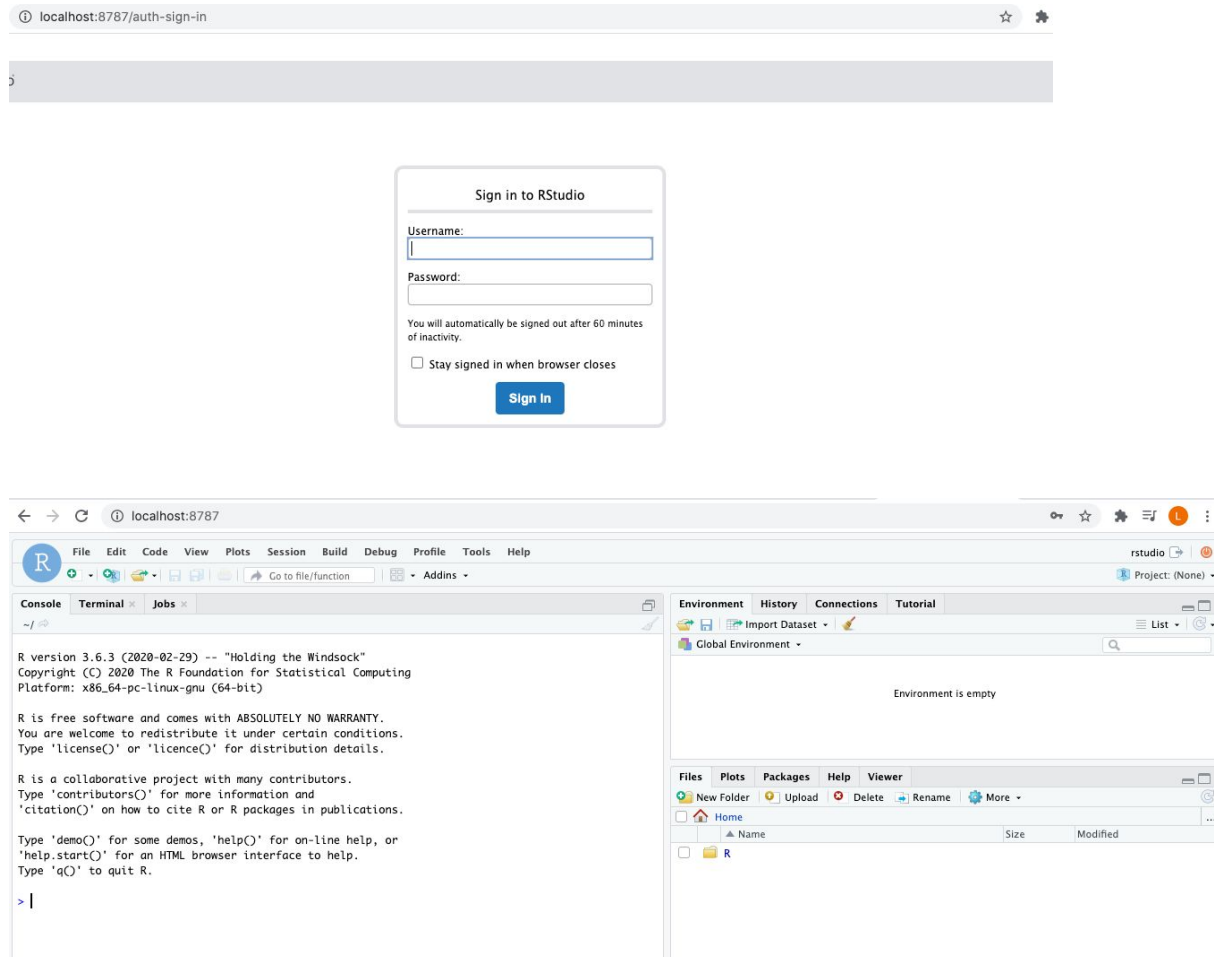 localhost:8787/auth-sign-in
Sign in to RStudio
Username:
Password:
You will automatically be signed out after 60 minutes
of inactivity.
Stay signed in when browser closes
Sign In
localhost:8787
L
R
File Edit Code View Plots Session Build Debug Profile Tools Help
rstudio
Go to file/function
Addins
Project: (None)
Console Terminal Jobs
~/
R version 3.6.3 (2020-02-29) -- "Holding the Windsock"
Copyright (C) 2020 The R Foundation for Statistical Computing
Platform: x86_64-pc-linux-gnu (64-bit)
R is free software and comes with ABSOLUTELY NO WARRANTY.
You are welcome to redistribute it under certain conditions.
Type 'license()' or 'licence()' for distribution details.
R is a collaborative project with many contributors.
Type 'contributors()' for more information and
'citation()' on how to cite R or R packages in publications.
Type 'demo()' for some demos, 'help()' for on-line help, or
'help.start()' for an HTML browser interface to help.
Type 'q()' to quit R.
>
Environment History Connections Tutorial
Import Dataset
List
Global Environment
Environment is empty
Files Plots Packages Help Viewer
New Folder Upload Delete Rename More
Home
...
Name Size Modified
R